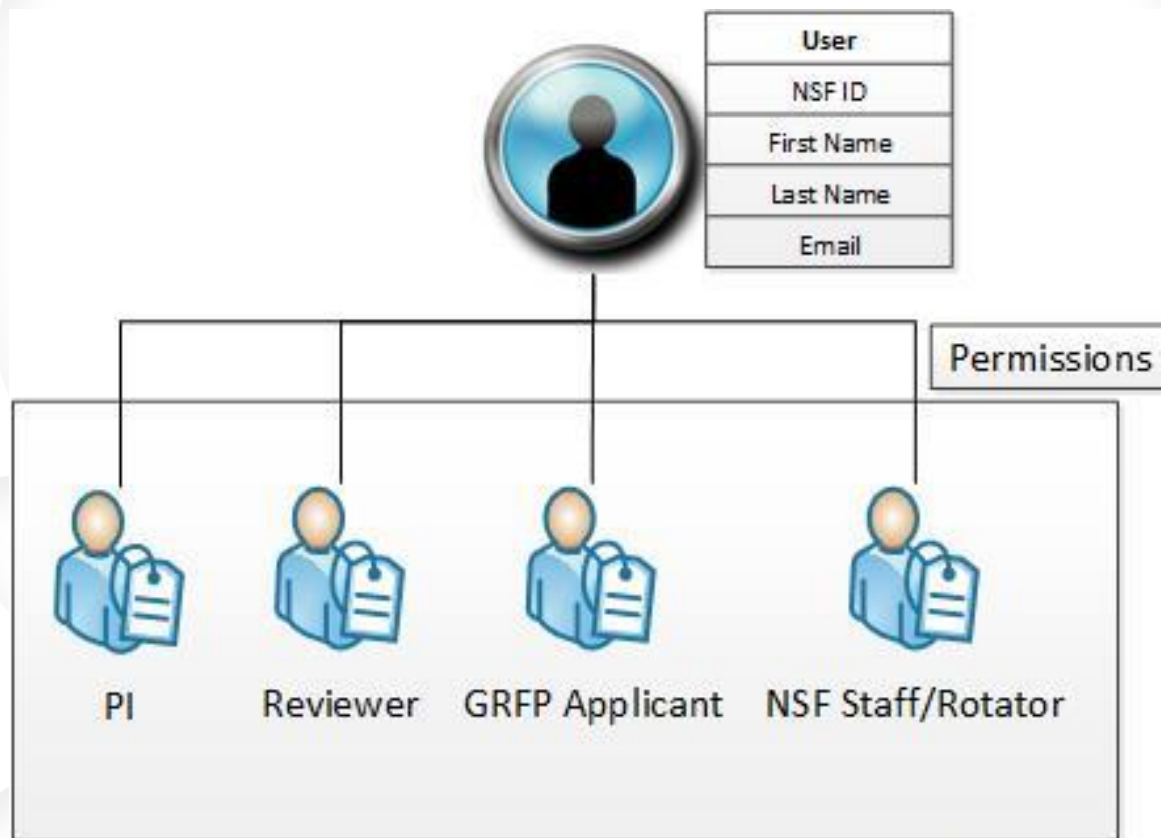 User
NSF ID
First Name
Last Name
Email
Permissions
PI
Reviewer
GRFP Applicant
NSF Staff/Rotator